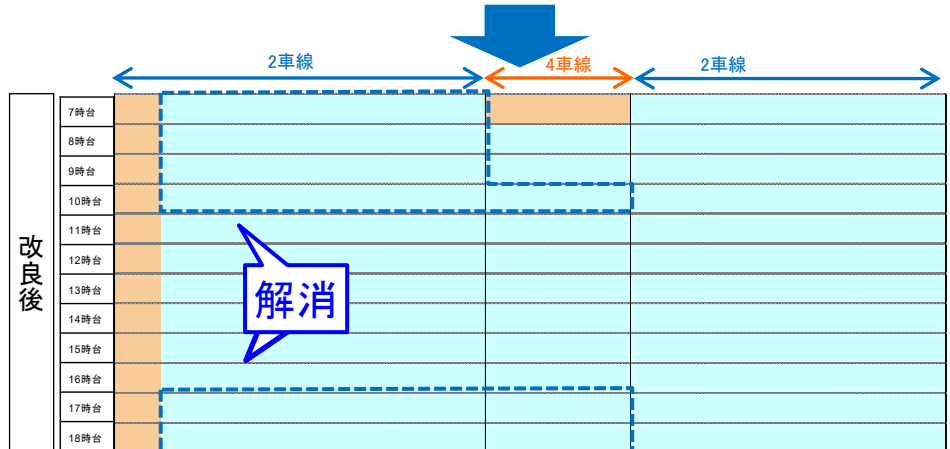 2車線
4車線
2車線
改良後
7時台
8時台
9時台
10時台
11時台
12時台
13時台
14時台
15時台
16時台
17時台
18時台
解消